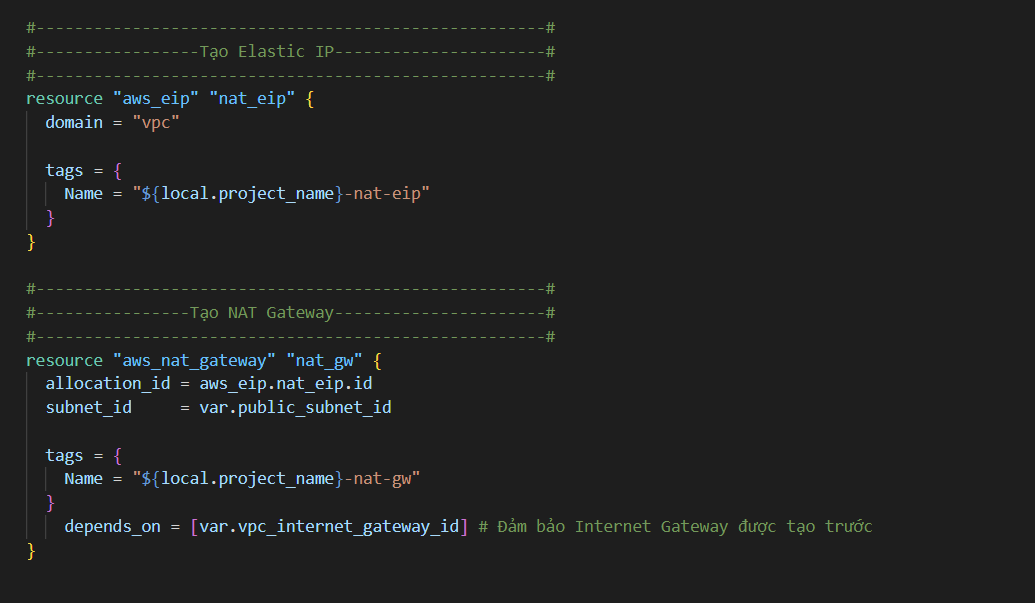 #-----------------------------------------------------#
#-----------------Tạo Elastic IP----------------------#
#-----------------------------------------------------#
resource "aws_eip" "nat_eip" {
  domain = "vpc"

  tags = {
    Name = "${local.project_name}-nat-eip"
  }
}

#-----------------------------------------------------#
#----------------Tạo NAT Gateway----------------------#
#-----------------------------------------------------#
resource "aws_nat_gateway" "nat_gw" {
  allocation_id = aws_eip.nat_eip.id
  subnet_id     = var.public_subnet_id

  tags = {
    Name = "${local.project_name}-nat-gw"
  }
    depends_on = [var.vpc_internet_gateway_id] # Đảm bảo Internet Gateway được tạo trước
}